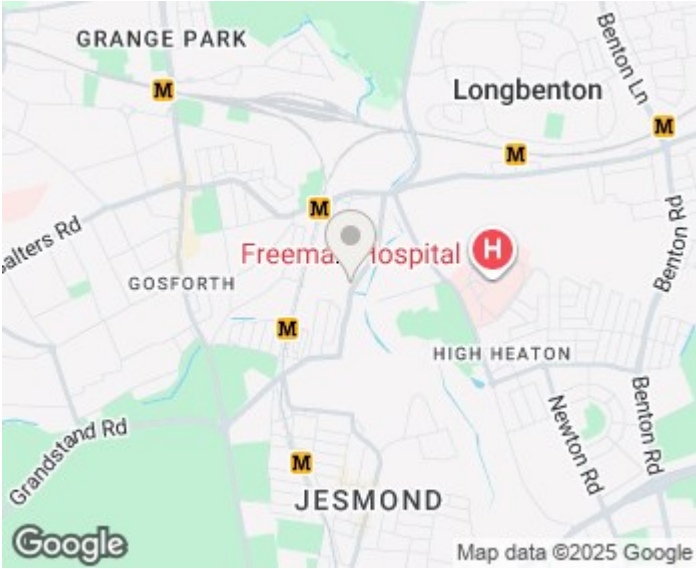 GRANGE PARK
Benton Ln
Longbenton
M
M
M
M
Salters Rd
Freeman Hospital
H
Benton Rd
GOSFORTH
M
HIGH HEATON
Grandstand Rd
Newton Rd
Benton Rd
M
JESMOND
Google
Map data ©2025 Google